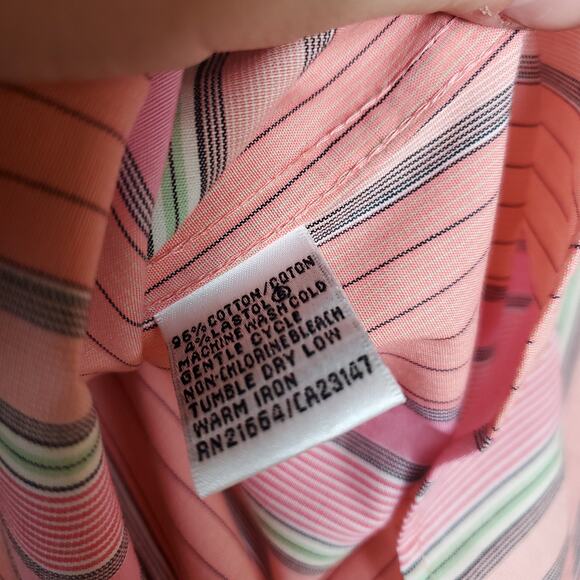 95% COTTON/COTON
5% CASTOL®
MACHINE WASH COLD
GENTLE CYCLE
NON-CHLORINE BLEACH
TUMBLE DRY LOW
WARM IRON
RN21664/CA23147